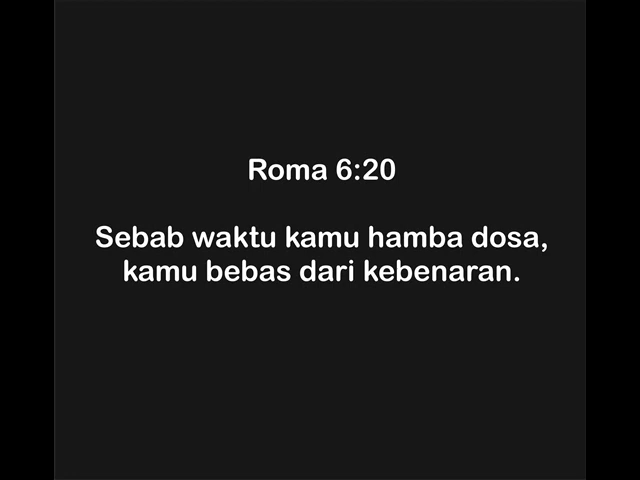 Roma 6:20
Sebab waktu kamu hamba dosa,
kamu bebas dari kebenaran.